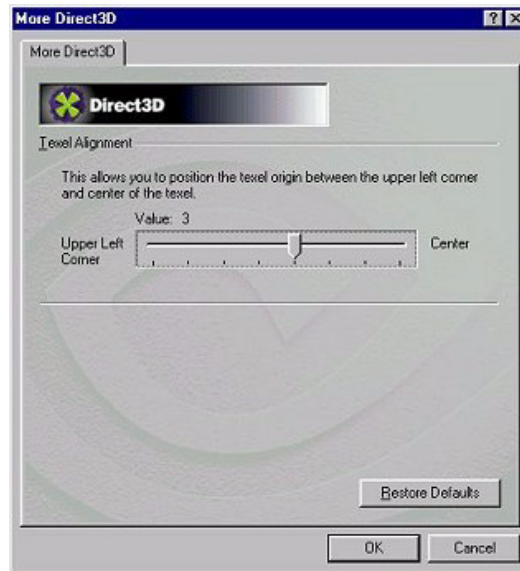 More Direct3D
More Direct3D
Direct3D
Texel Alignment
This allows you to position the texel origin between the upper left corner
and center of the texel.
Value: 3
Upper Left
Corner
Center
Restore Defaults
OK
Cancel